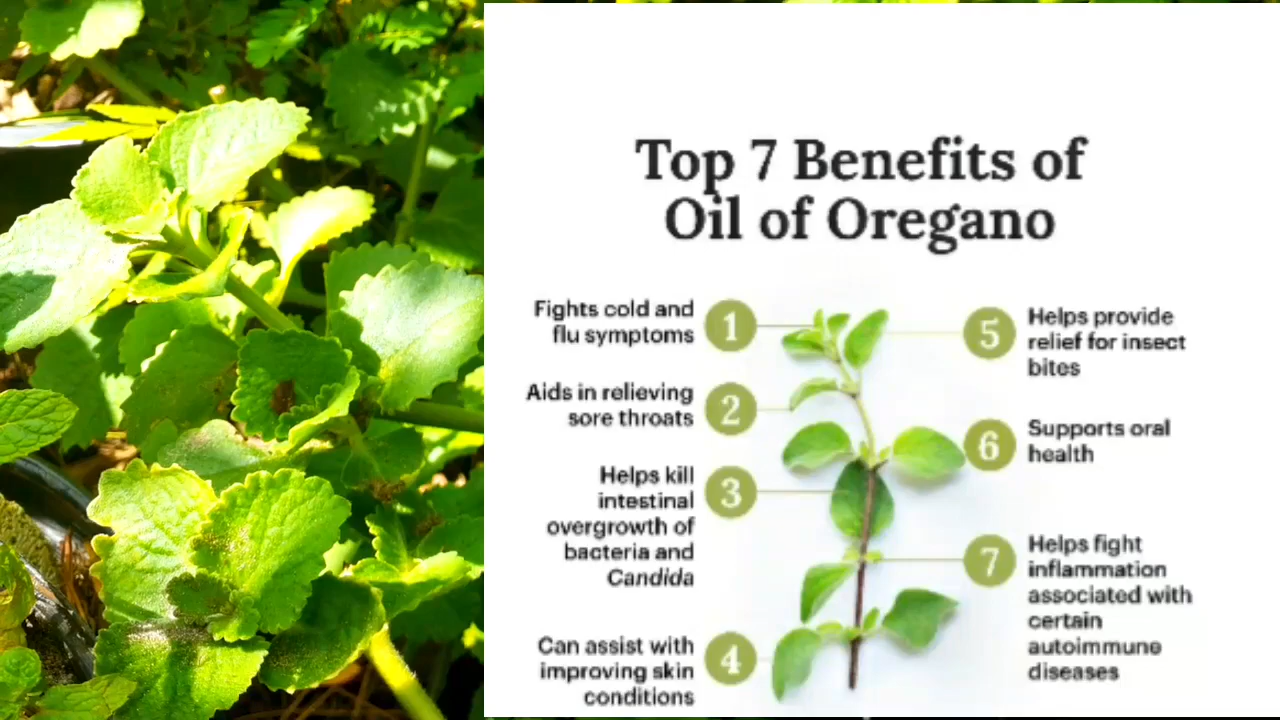 Top 7 Benefits of
Oil of Oregano
Fights cold and
flu symptoms
1
Aids in relieving
sore throats
2
Helps kill
intestinal
overgrowth of
bacteria and
Candida
3
Can assist with
improving skin
conditions
4
5
Helps provide
relief for insect
bites
6
Supports oral
health
7
Helps fight
inflammation
associated with
certain
autoimmune
diseases